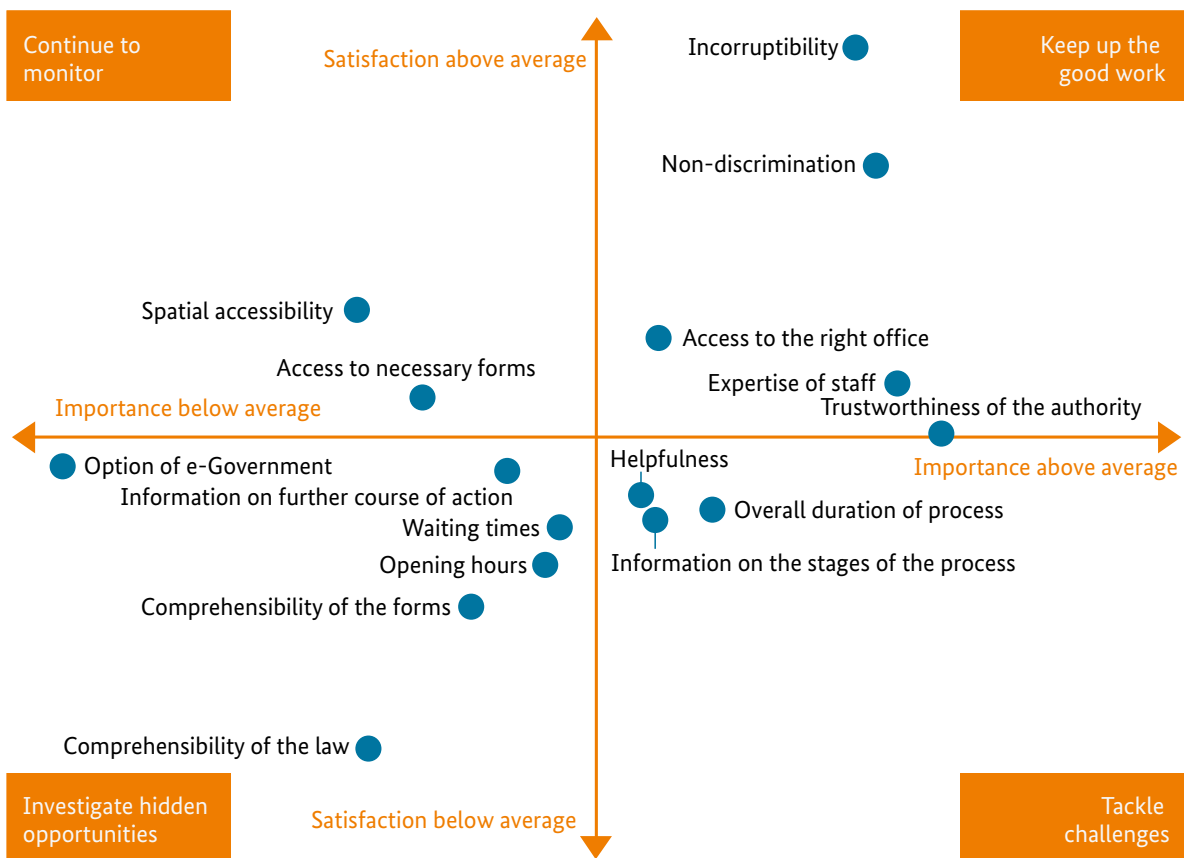 Continue to
monitor
Satisfaction above average
Incorruptibility
Keep up the
good work
Non-discrimination
Spatial accessibility
Access to the right office
Access to necessary forms
Expertise of staff
Importance below average
Trustworthiness of the authority
Option of e-Government
Helpfulness
Importance above average
Information on further course of action
Overall duration of process
Waiting times
Opening hours
Information on the stages of the process
Comprehensibility of the forms
Comprehensibility of the law
Investigate hidden
opportunities
Satisfaction below average
Tackle
challenges